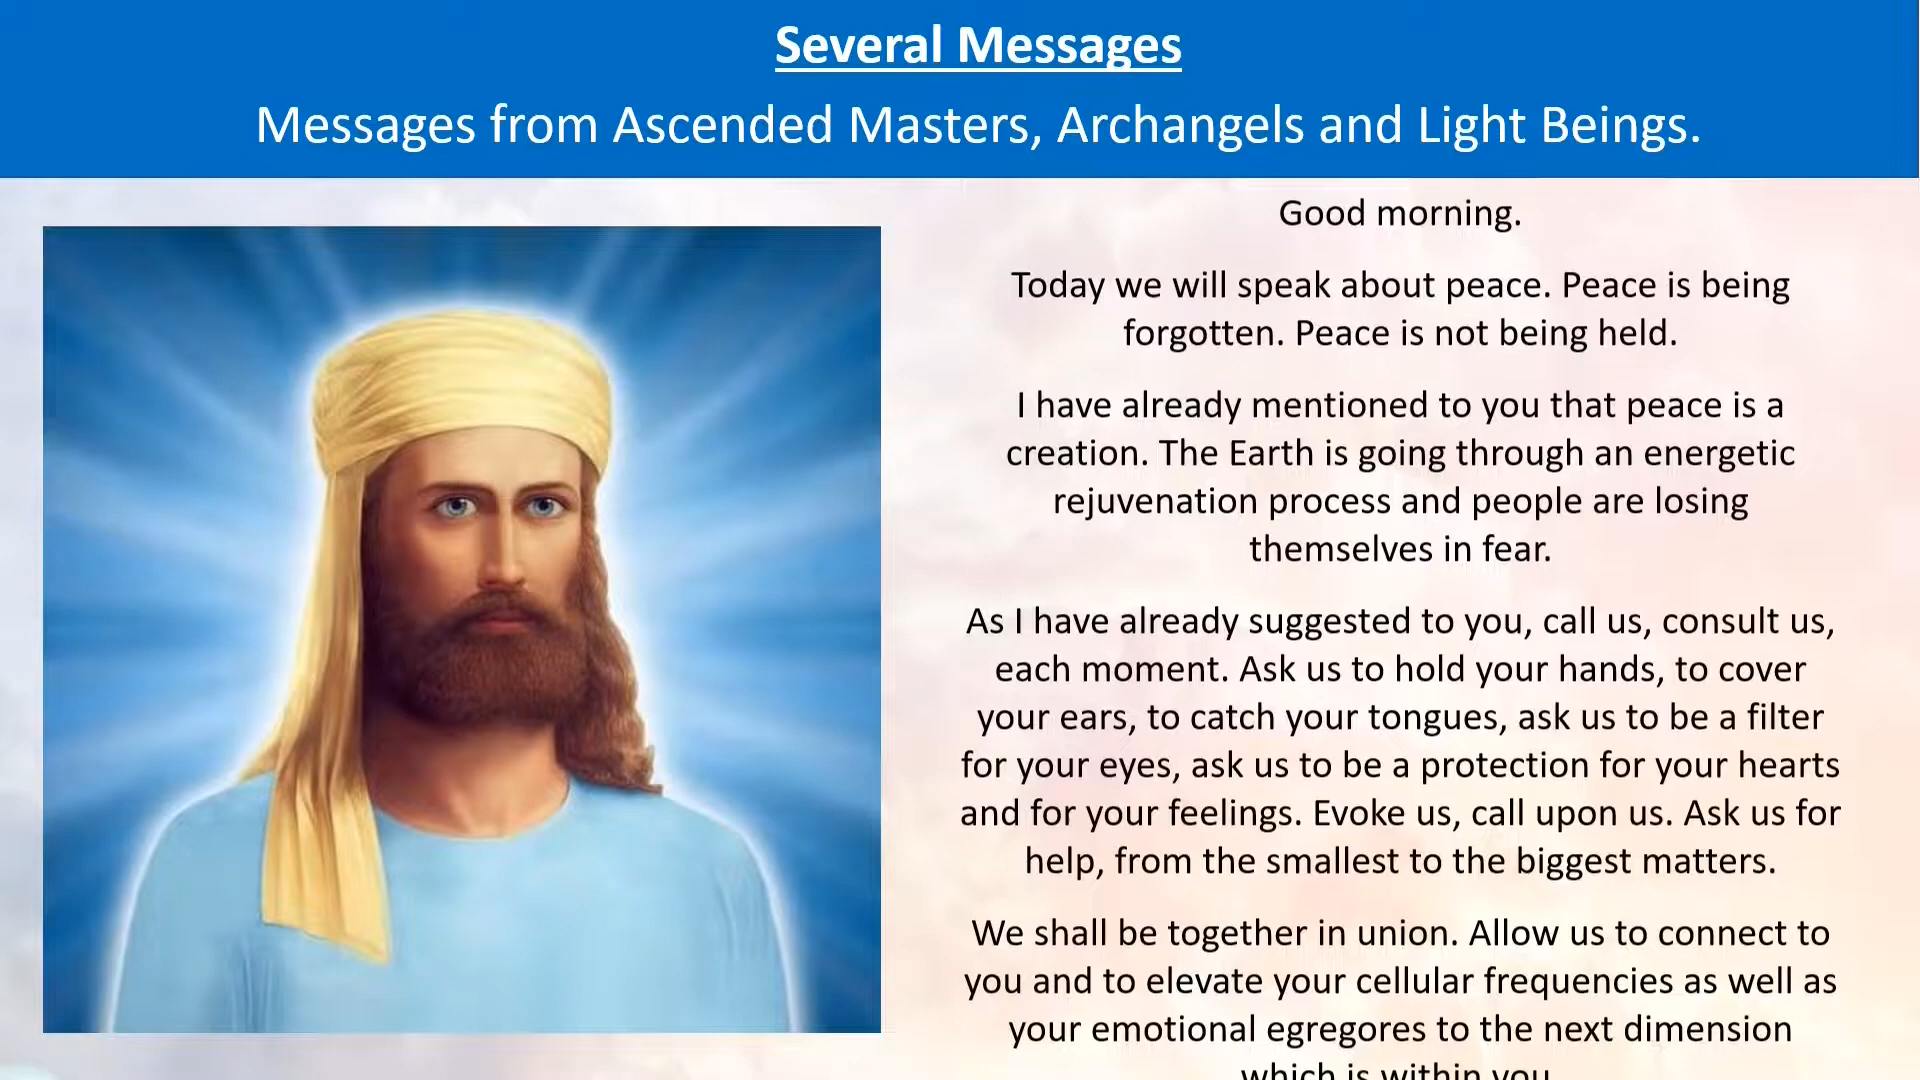 Several Messages
Messages from Ascended Masters, Archangels and Light Beings.
Good morning.
Today we will speak about peace. Peace is being
forgotten. Peace is not being held.
I have already mentioned to you that peace is a
creation. The Earth is going through an energetic
rejuvenation process and people are losing
themselves in fear.
As I have already suggested to you, call us, consult us,
each moment. Ask us to hold your hands, to cover
your ears, to catch your tongues, ask us to be a filter
for your eyes, ask us to be a protection for your hearts
and for your feelings. Evoke us, call upon us. Ask us for
help, from the smallest to the biggest matters.
We shall be together in union. Allow us to connect to
you and to elevate your cellular frequencies as well as
your emotional egregores to the next dimension
which is within you